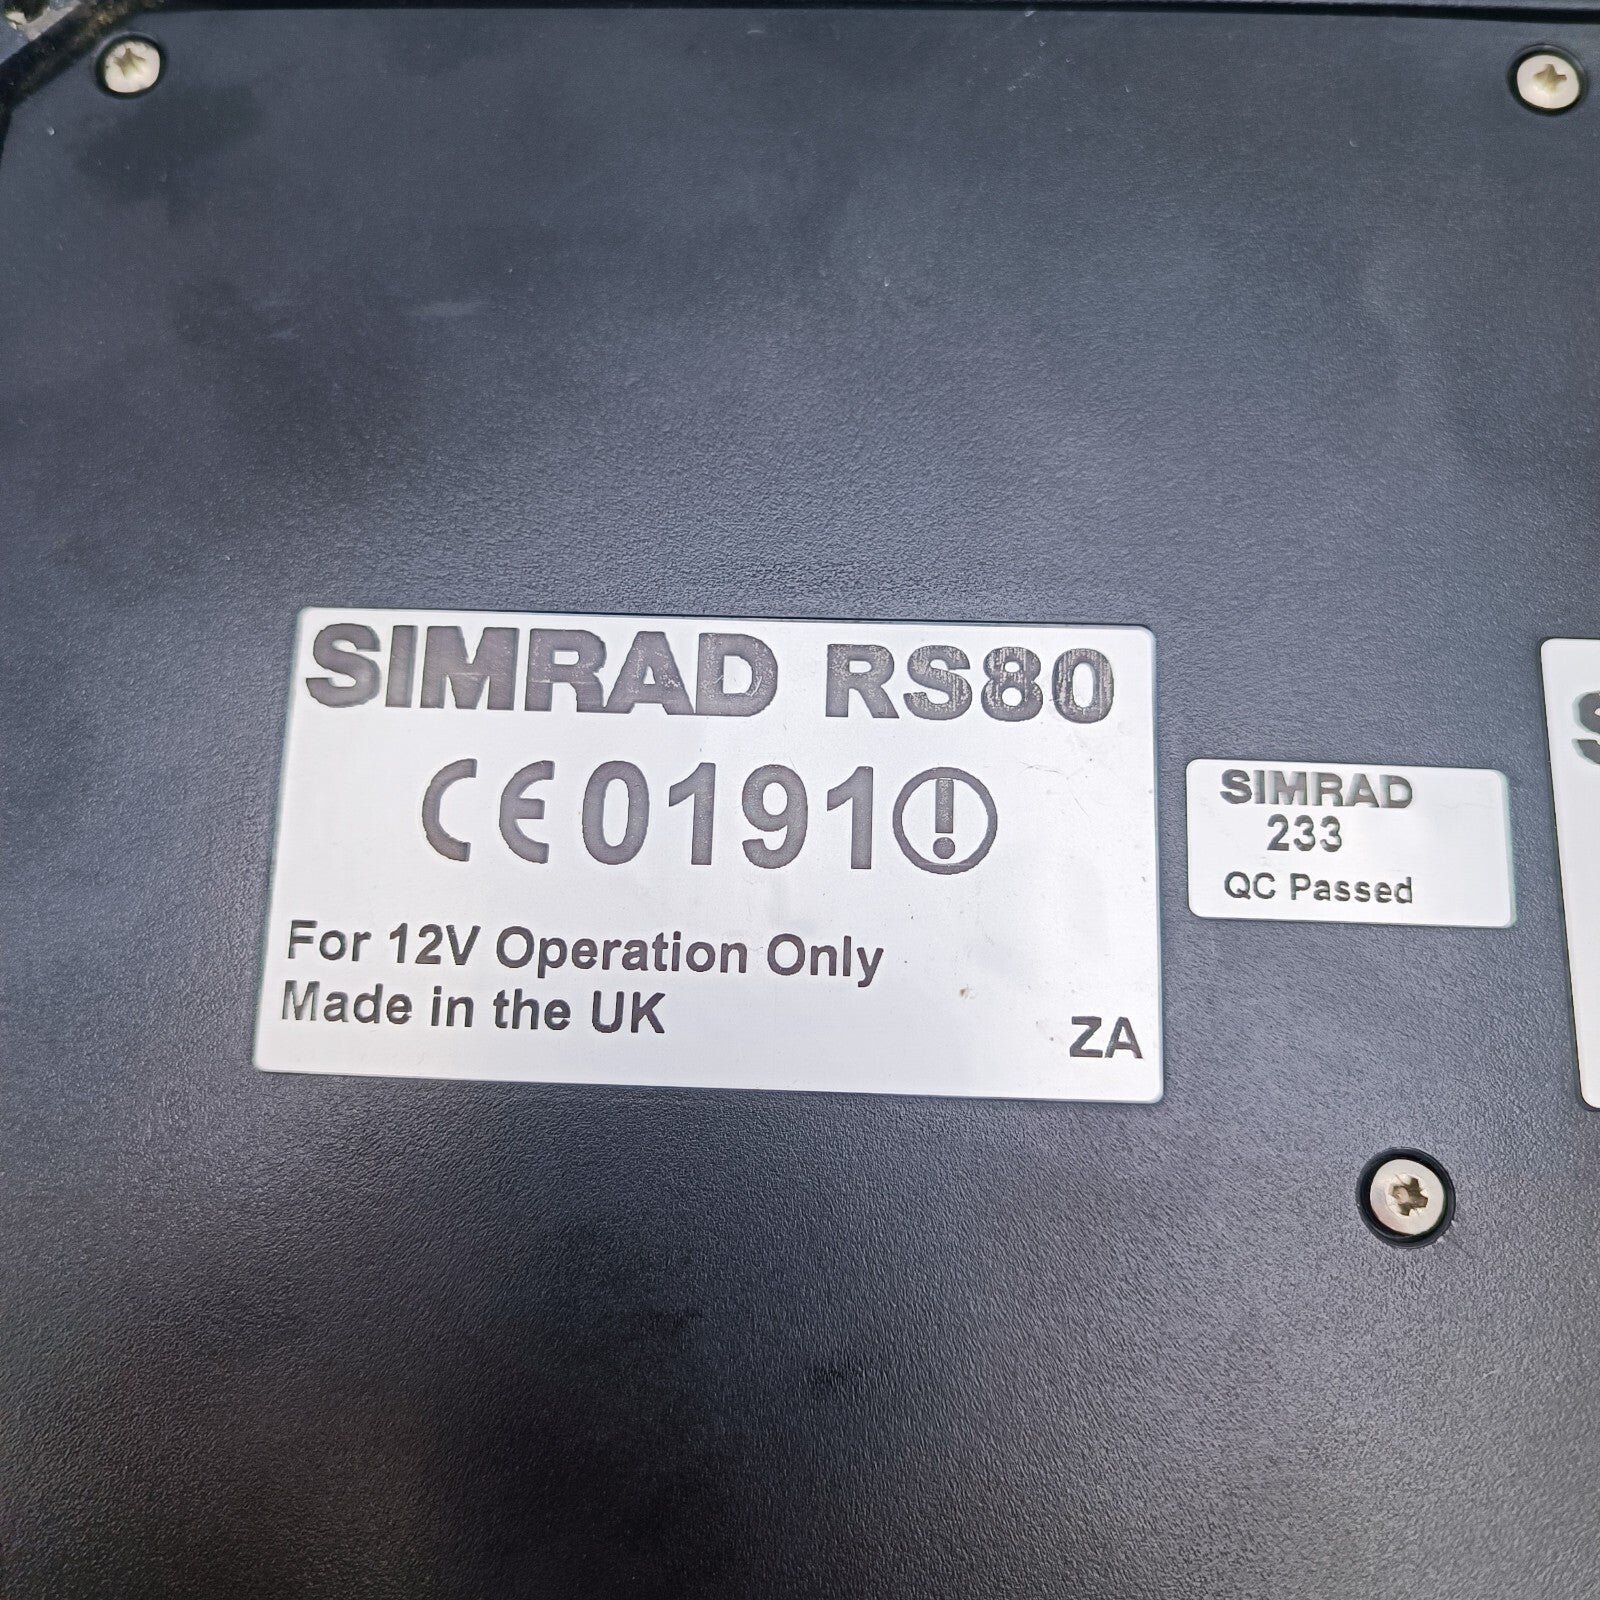 SIMRAD RS80
CE0191
For 12V Operation Only
Made in the UK
ZA
SIMRAD
233
QC Passed
S